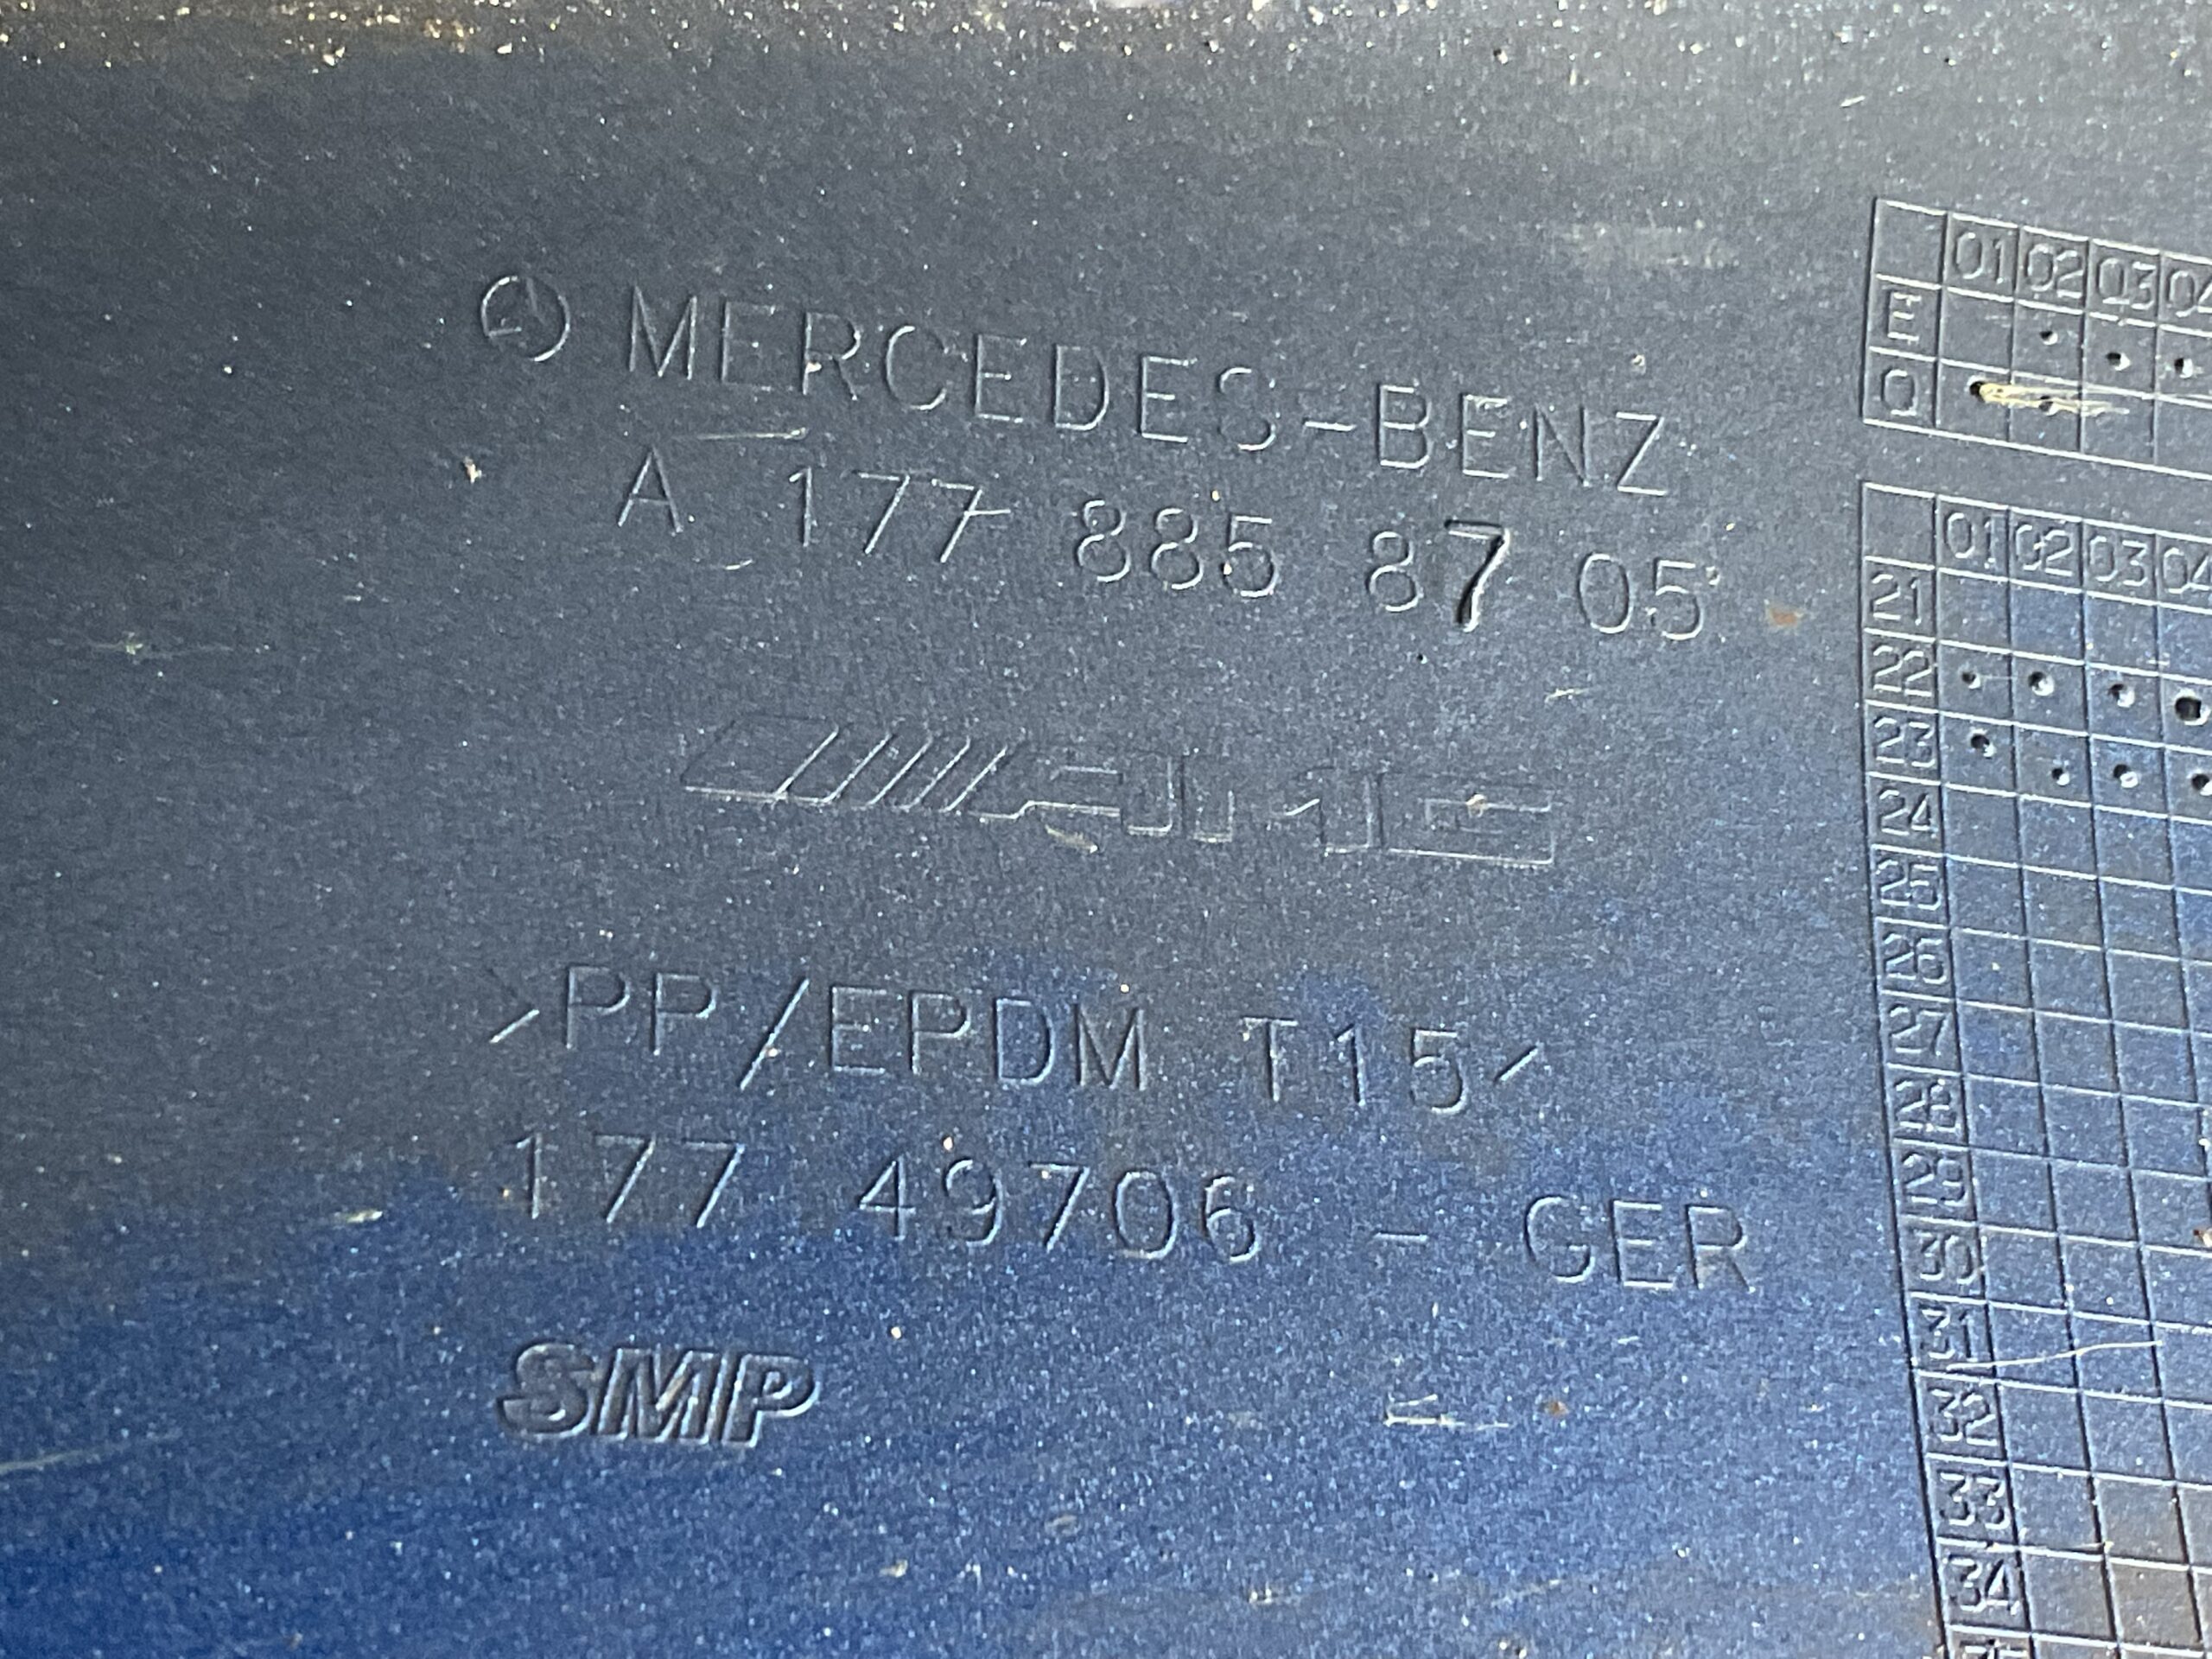 MERCEDES-BENZ
A 177 885 87 05
AMG
>PP/EPDM T15<
177 49706 - GER
SMP
01 02 03 04
E
Q
01 02 03 04
21
22
23
24
25
26
27
28
29
30
31
32
33
34